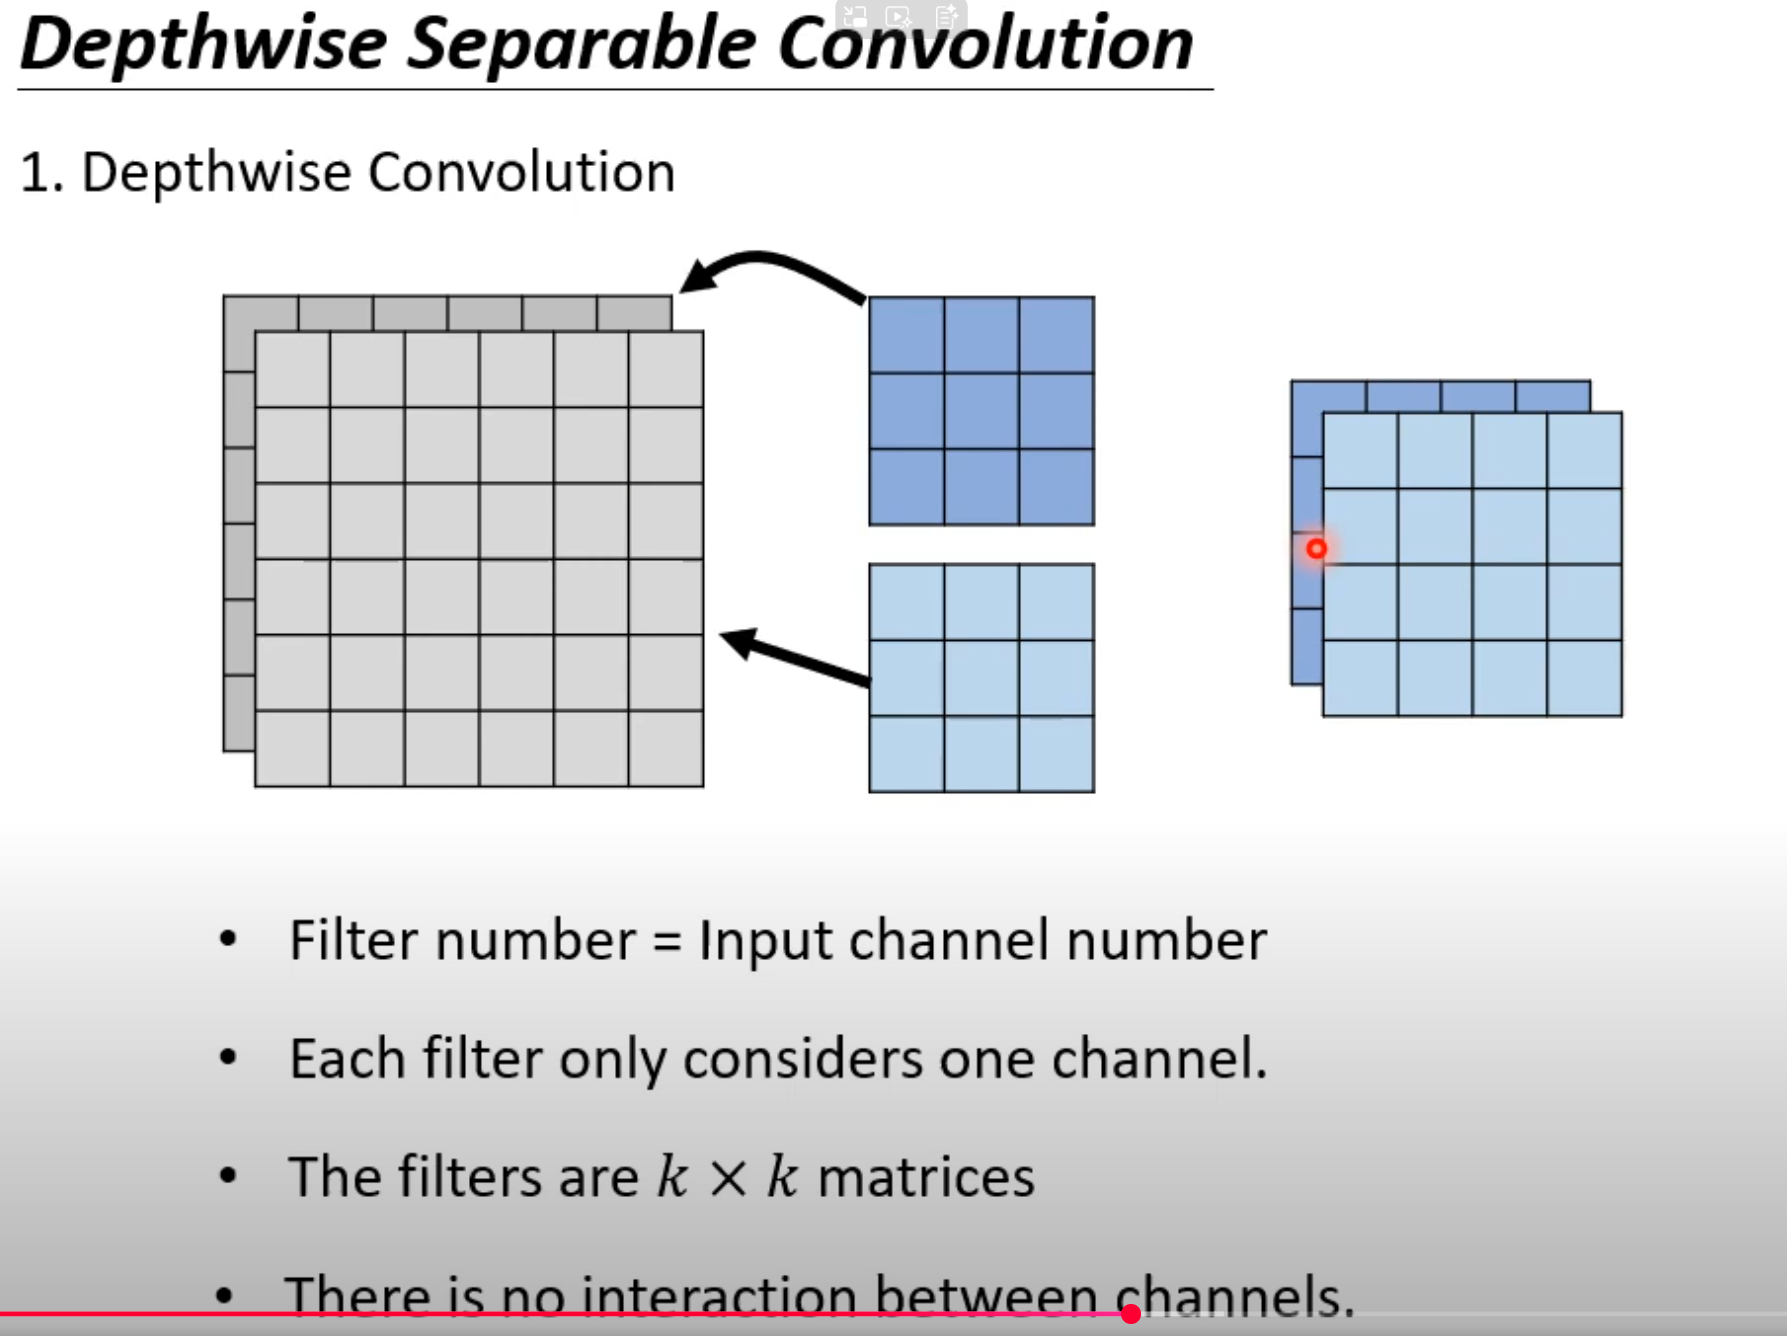 Depthwise Separable Convolution
1. Depthwise Convolution
• Filter number = Input channel number
• Each filter only considers one channel.
• The filters are k × k matrices
• There is no interaction between channels.